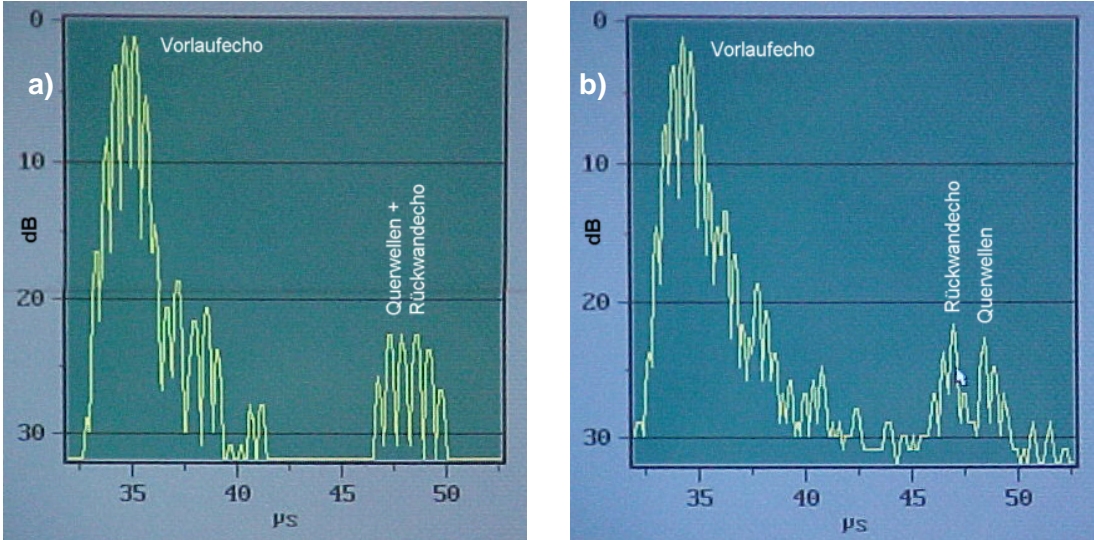 a)
Vorlaufecho
0
10
20
30
dB
Querwellen +
Rückwandecho
35
40
45
50
µs
b)
Vorlaufecho
0
10
20
30
dB
Rückwandecho
Querwellen
35
40
45
50
µs